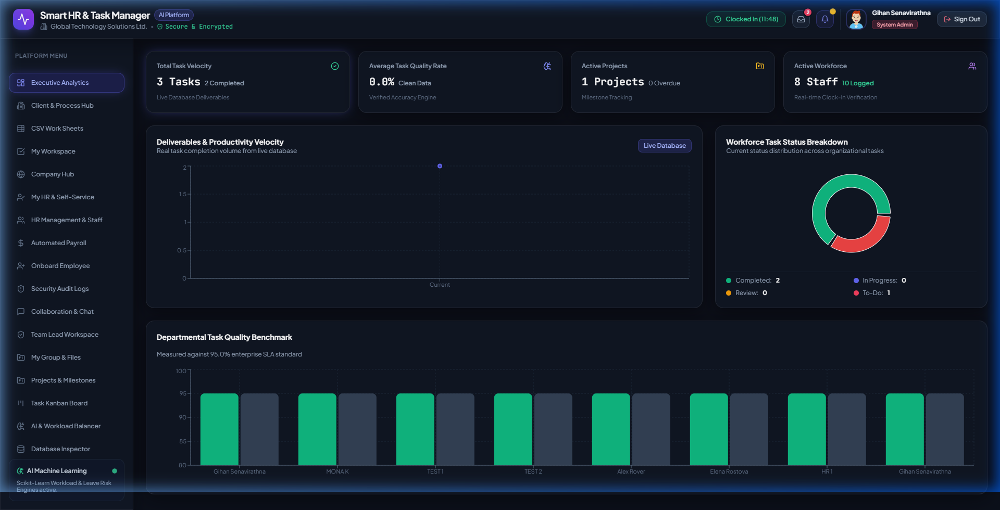 Smart HR & Task Manager AI Platform
Global Technology Solutions Ltd. • Secure & Encrypted
Clocked In (11:48)
2
Gihan Senavirathna
System Admin
Sign Out
PLATFORM MENU
Executive Analytics
Client & Process Hub
CSV Work Sheets
My Workspace
Company Hub
My HR & Self-Service
HR Management & Staff
Automated Payroll
Onboard Employee
Security Audit Logs
Collaboration & Chat
Team Lead Workspace
My Group & Files
Projects & Milestones
Task Kanban Board
AI & Workload Balancer
Database Inspector
AI Machine Learning
Scikit-Learn Workload & Leave Risk
Engines active.
Total Task Velocity
3 Tasks 2 Completed
Live Database Deliverables
Average Task Quality Rate
0.0% Clean Data
Verified Accuracy Engine
Active Projects
1 Projects 0 Overdue
Milestone Tracking
Active Workforce
8 Staff 10 Logged
Real-time Clock-In Verification
Deliverables & Productivity Velocity
Real task completion volume from live database
Live Database
2
1.5
1
0.5
0
Current
Workforce Task Status Breakdown
Current status distribution across organizational tasks
Completed: 2
In Progress: 0
Review: 0
To-Do: 1
Departmental Task Quality Benchmark
Measured against 95.0% enterprise SLA standard
100
95
90
85
80
Gihan Senavirathna
MONA K
TEST 1
TEST 2
Alex Rover
Elena Rostova
HR 1
Gihan Senavirathna